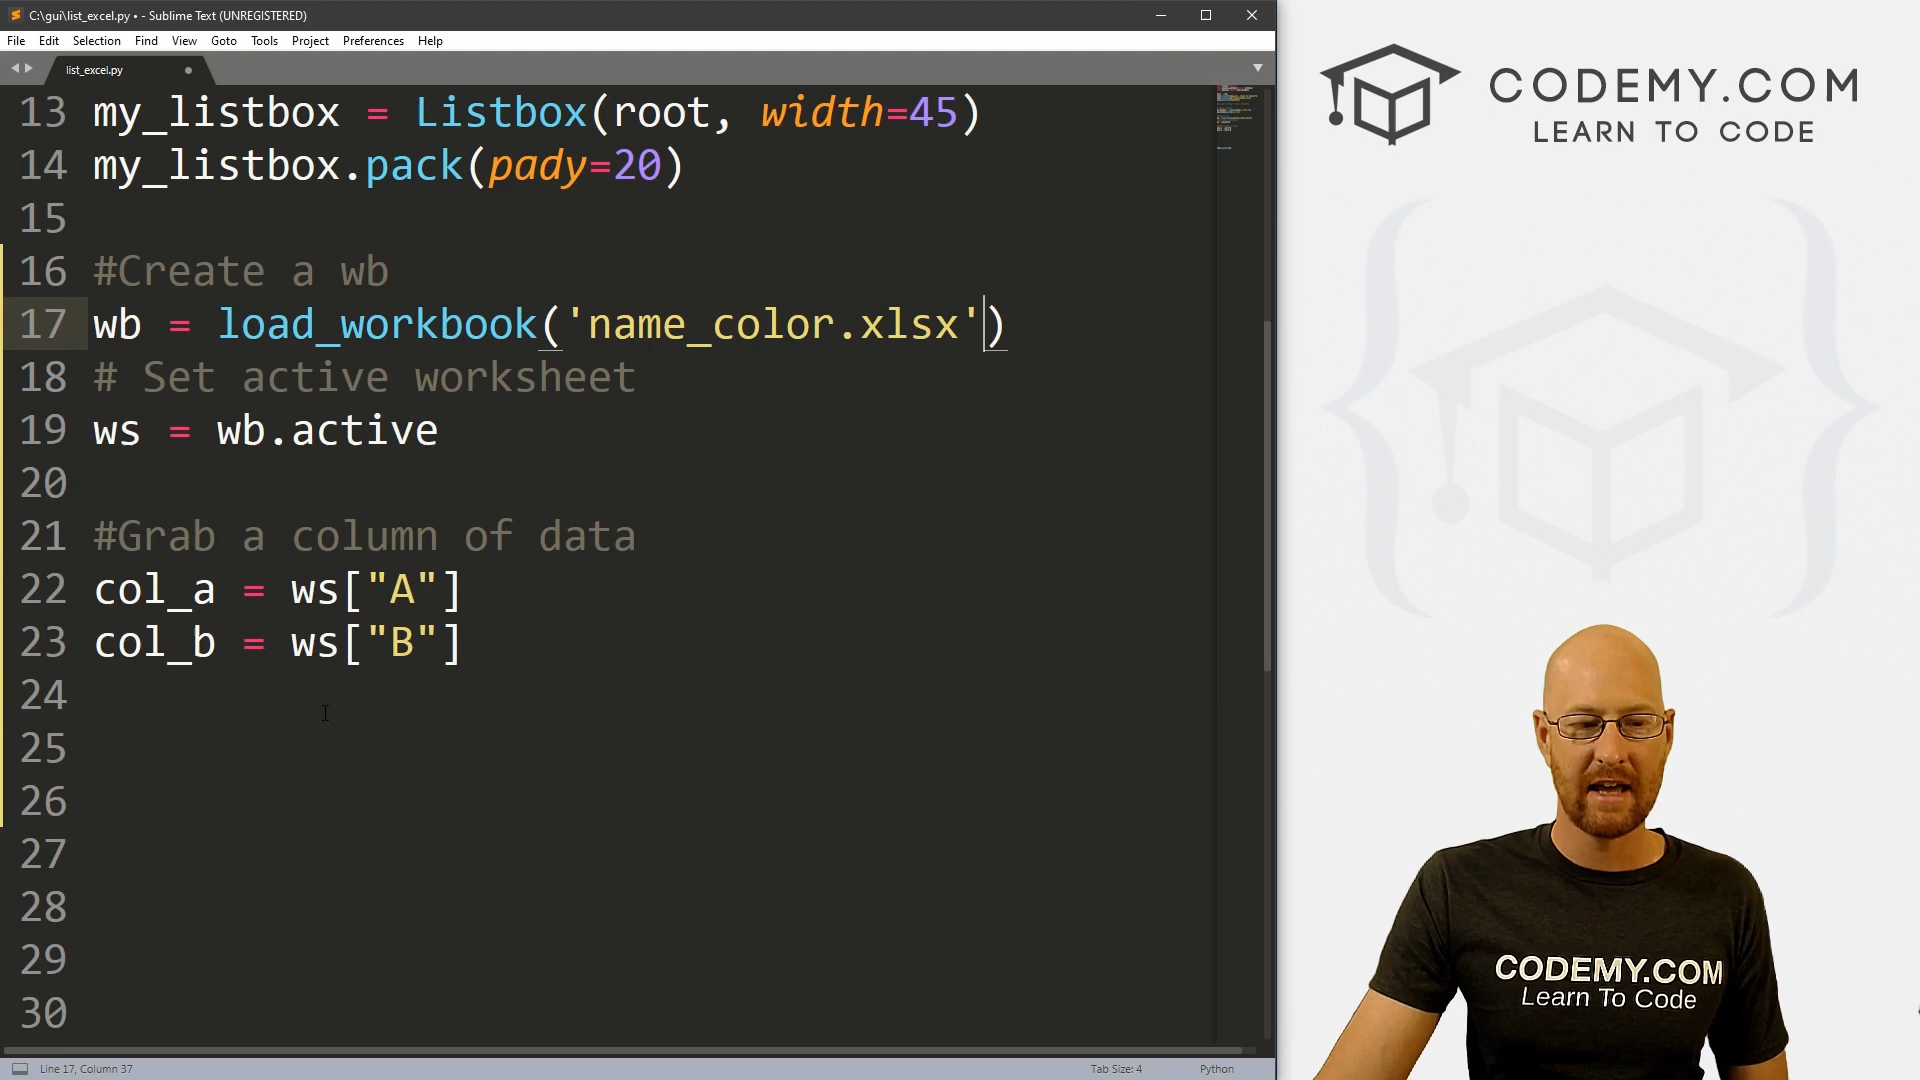 C:\gui\list_excel.py • - Sublime Text (UNREGISTERED)
File Edit Selection Find View Goto Tools Project Preferences Help
list_excel.py
13 my_listbox = Listbox(root, width=45)
14 my_listbox.pack(pady=20)
15
16 #Create a wb
17 wb = load_workbook('name_color.xlsx')
18 # Set active worksheet
19 ws = wb.active
20
21 #Grab a column of data
22 col_a = ws["A"]
23 col_b = ws["B"]
24
25
26
27
28
29
30
Line 17, Column 37
Tab Size: 4
Python
CODEMY.COM
LEARN TO CODE
CODEMY.COM
Learn To Code